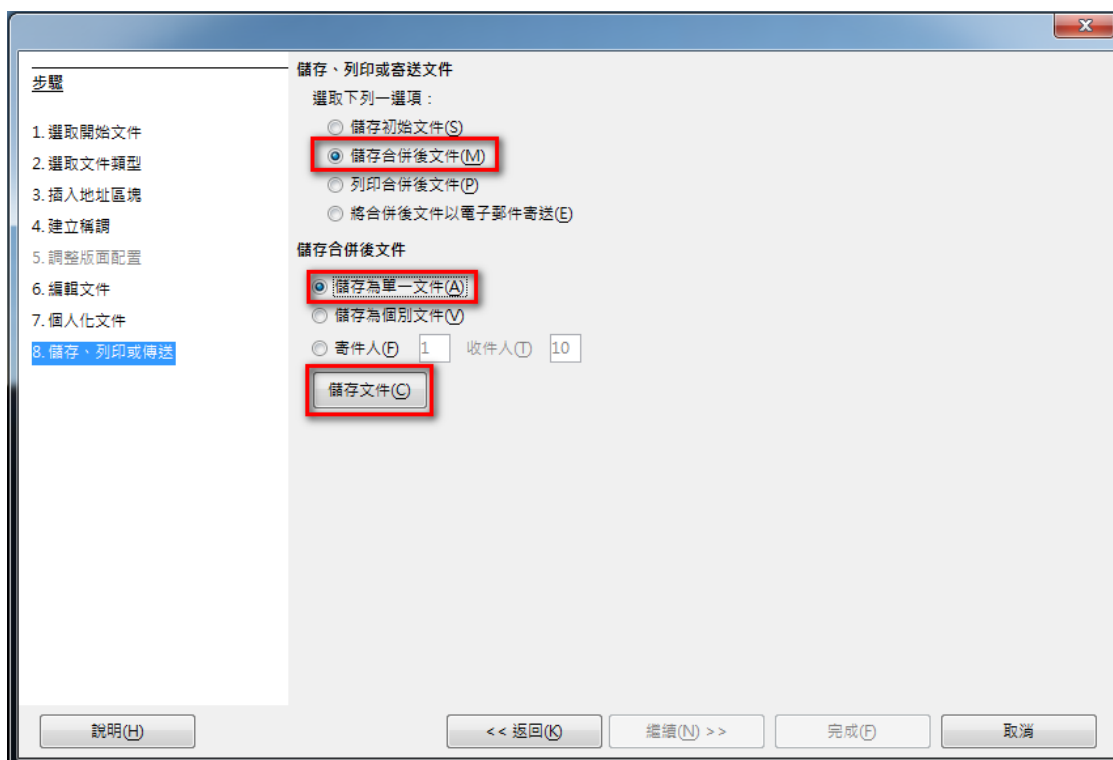 步驟
1. 選取開始文件
2. 選取文件類型
3. 插入地址區塊
4. 建立稱謂
5. 調整版面配置
6. 編輯文件
7. 個人化文件
8. 儲存、列印或傳送
儲存、列印或寄送文件
選取下列一選項：
儲存初始文件(S)
儲存合併後文件(M)
列印合併後文件(P)
將合併後文件以電子郵件寄送(E)
儲存合併後文件
儲存為單一文件(A)
儲存為個別文件(V)
寄件人(F) 1 收件人(T) 10
儲存文件(C)
說明(H) << 返回(K) 繼續(N) >> 完成(F) 取消